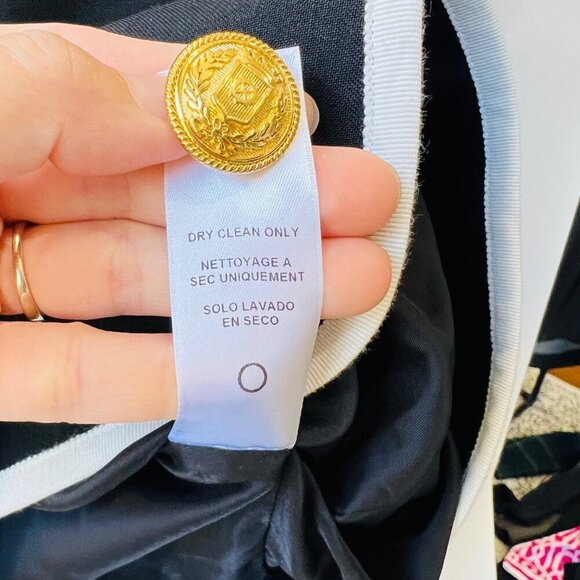 DRY CLEAN ONLY
NETTOYAGE A
SEC UNIQUEMENT
SOLO LAVADO
EN SECO